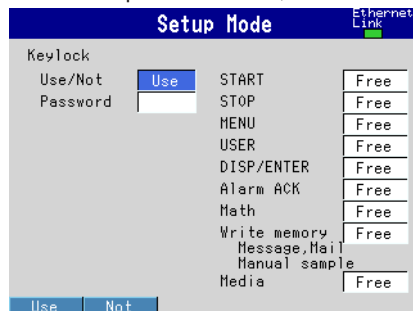 Setup Mode
Ethernet
Link
Keylock
Use/Not Use
Password
START Free
STOP Free
MENU Free
USER Free
DISP/ENTER Free
Alarm ACK Free
Math Free
Write memory Free
Message,Mail
Manual sample
Media Free
Use Not